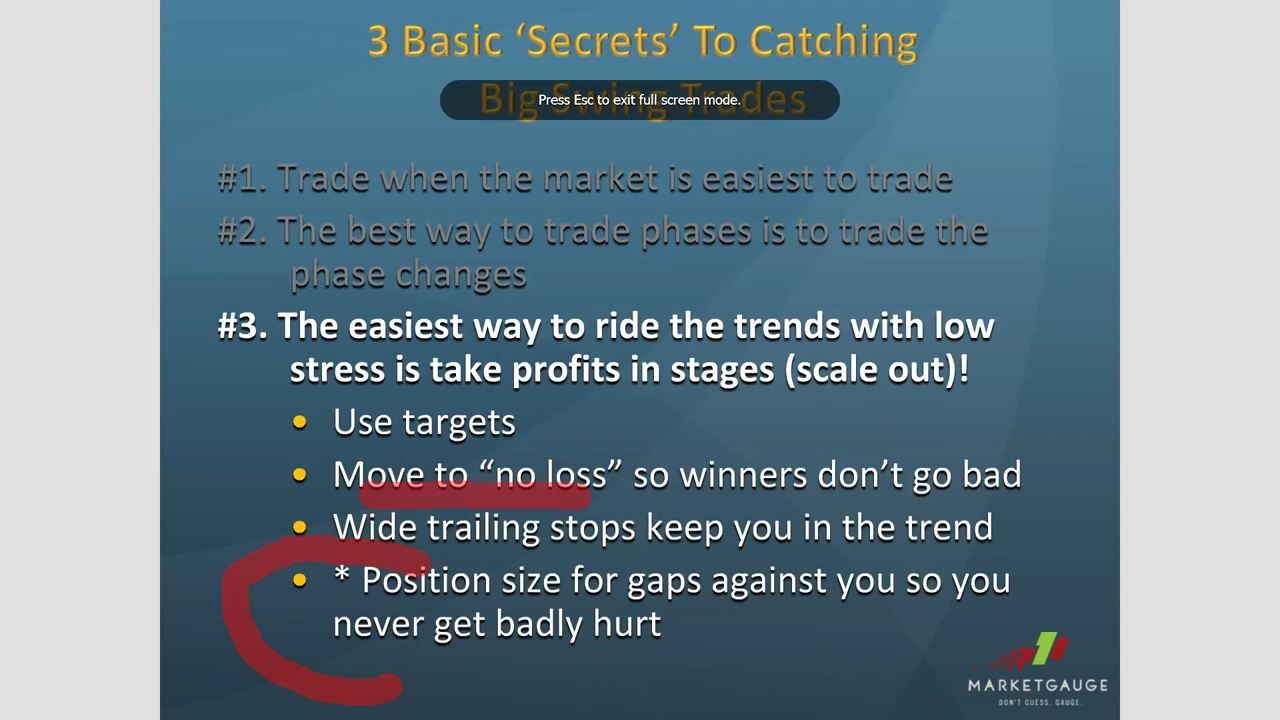 3 Basic ‘Secrets’ To Catching
Big Swing Trades
Press Esc to exit full screen mode.
#1. Trade when the market is easiest to trade
#2. The best way to trade phases is to trade the
phase changes
#3. The easiest way to ride the trends with low
stress is take profits in stages (scale out)!
• Use targets
• Move to “no loss” so winners don’t go bad
• Wide trailing stops keep you in the trend
• * Position size for gaps against you so you
never get badly hurt
MARKETGAUGE
DON'T GUESS. GAUGE.